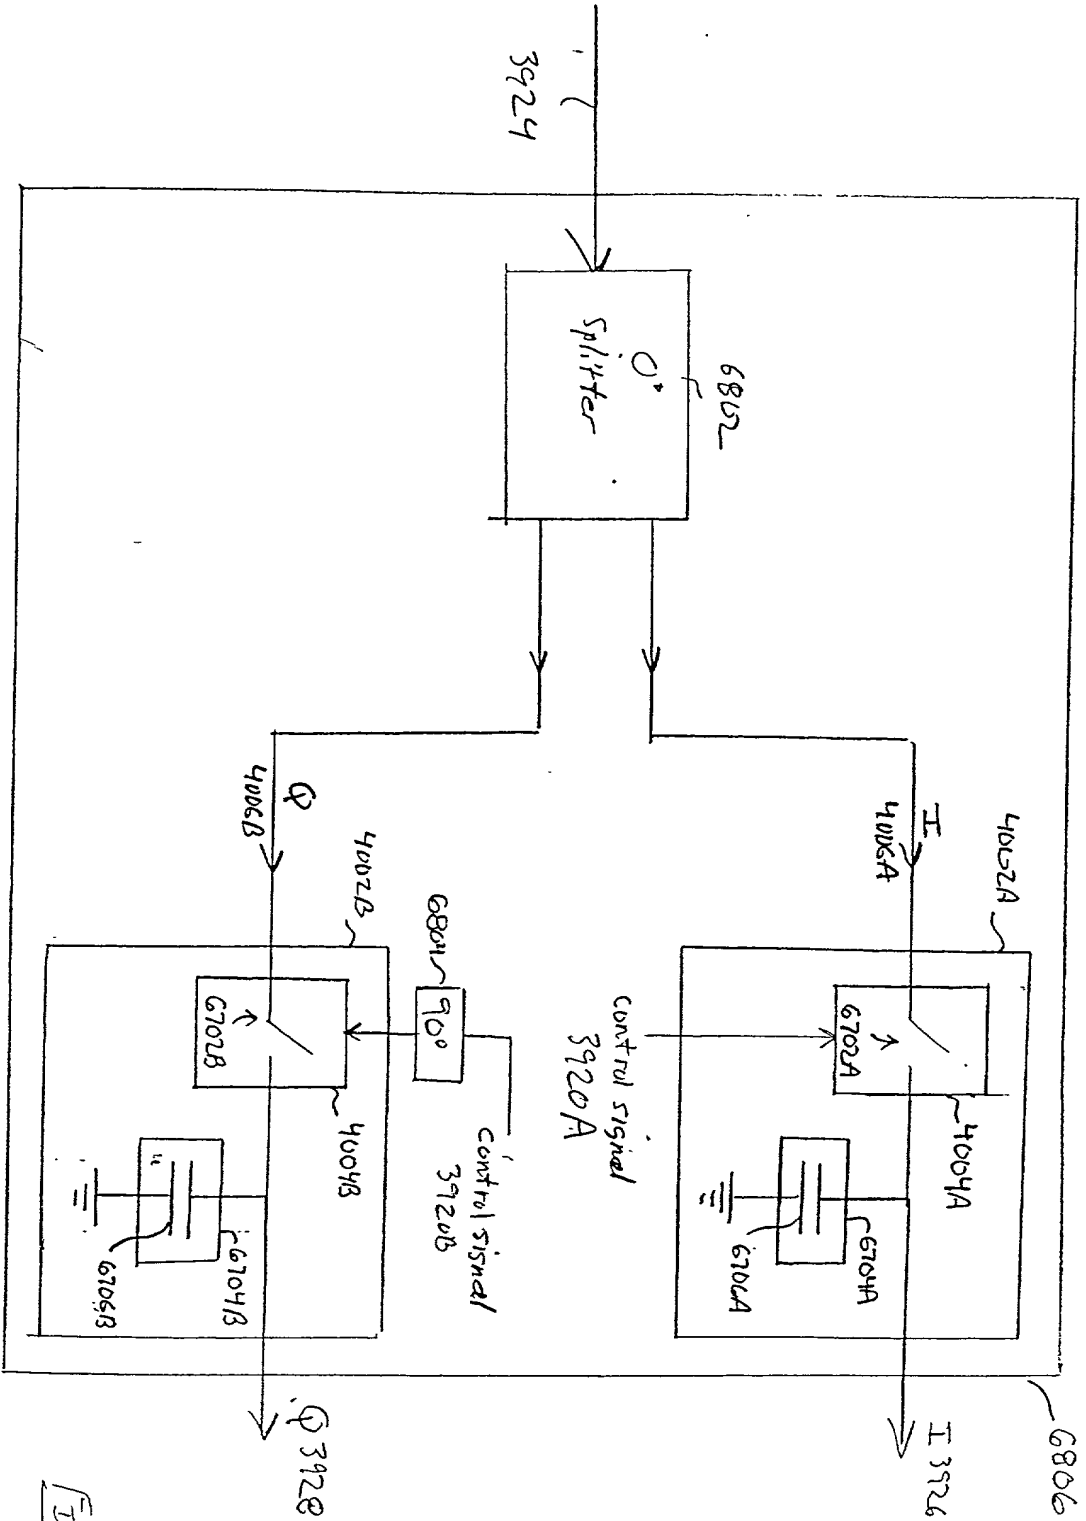 3924
6802
0°
Splitter
I
4006A
4002A
6702A
4004A
6704A
6706A
control signal
3920A
I 3926
6806
Q
4006B
4002B
6804
90°
control signal
3920B
6702B
4004B
6704B
6706B
Q 3928